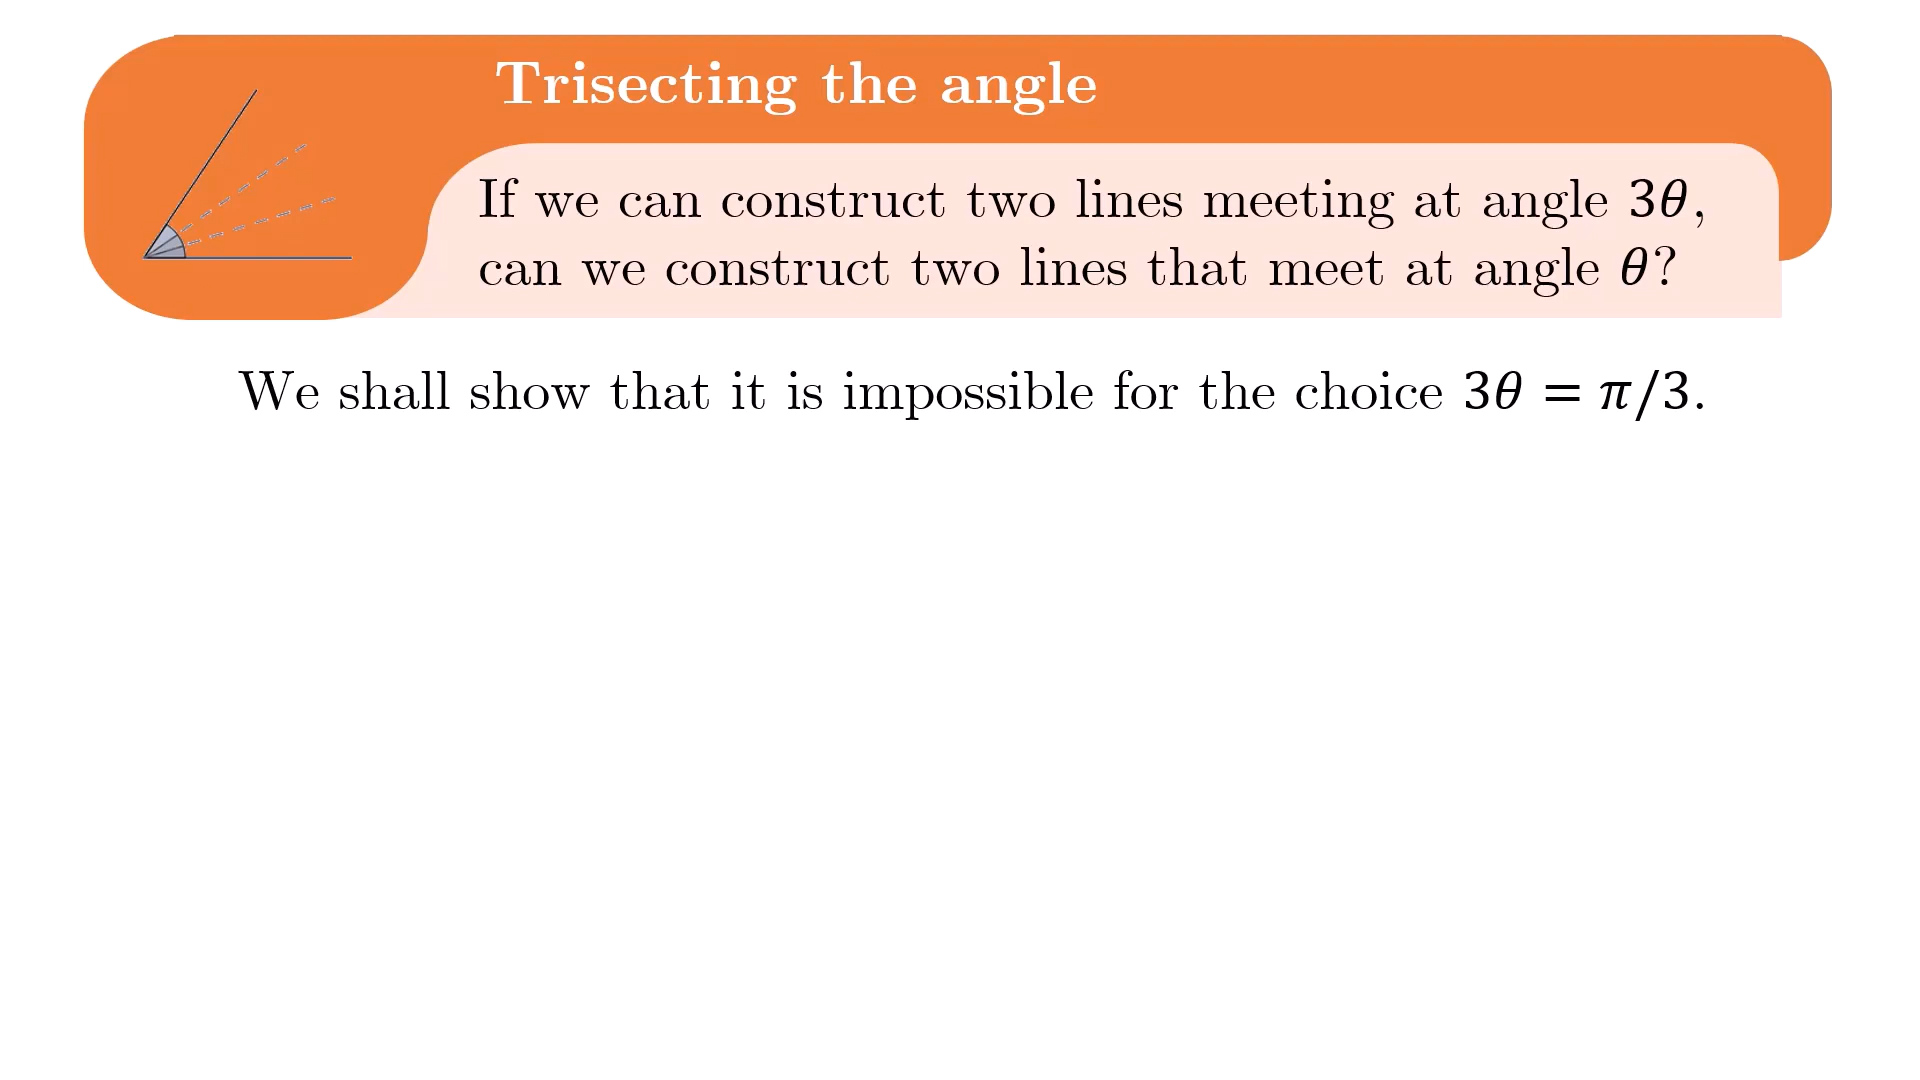 Trisecting the angle
If we can construct two lines meeting at angle 3θ,
can we construct two lines that meet at angle θ?
We shall show that it is impossible for the choice 3θ = π/3.